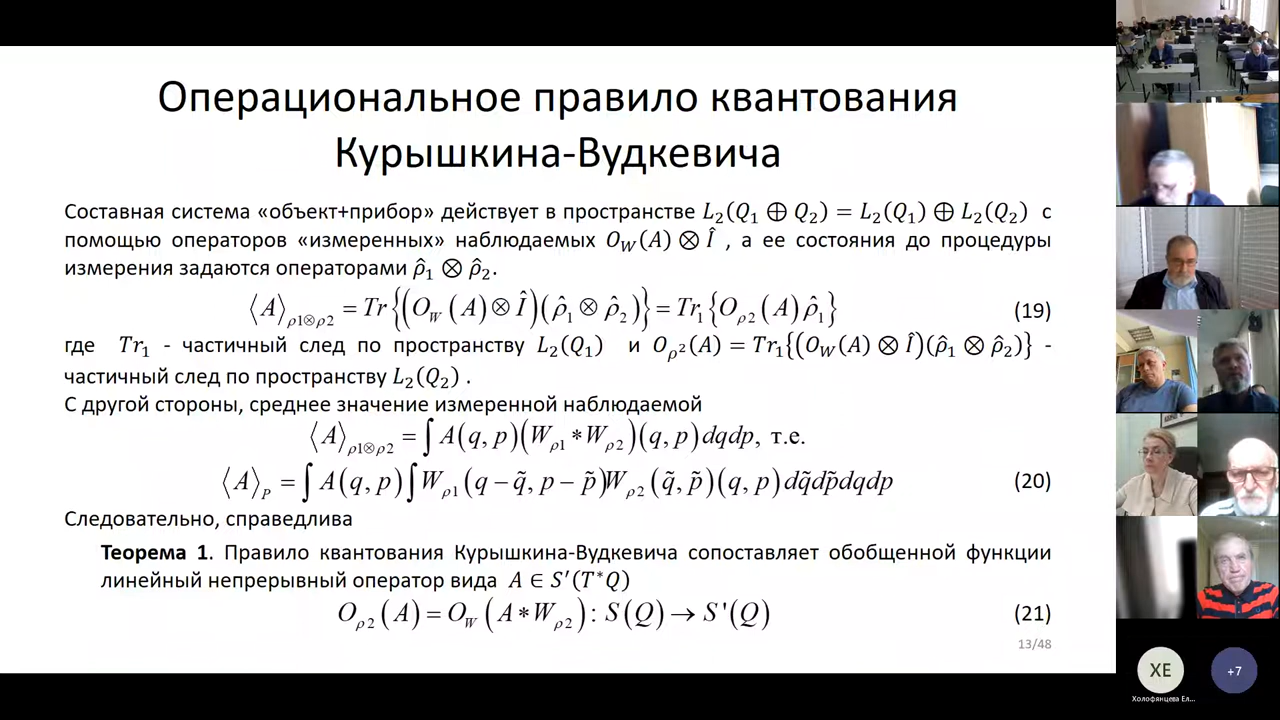 Операциональное правило квантования
Курышкина-Вудкевича
Составная система «объект+прибор» действует в пространстве L₂(Q₁ ⊕ Q₂) = L₂(Q₁) ⊕ L₂(Q₂) с
помощью операторов «измеренных» наблюдаемых O_W(A) ⊗ Î , а ее состояния до процедуры
измерения задаются операторами ρ̂₁ ⊗ ρ̂₂.
⟨A⟩_{ρ1⊗ρ2} = Tr{(O_W(A) ⊗ Î)(ρ̂₁ ⊗ ρ̂₂)} = Tr₁{O_{ρ2}(A)ρ̂₁} (19)
где Tr₁ - частичный след по пространству L₂(Q₁) и O_{ρ²}(A) = Tr₁{(O_W(A) ⊗ Î)(ρ̂₁ ⊗ ρ̂₂)} -
частичный след по пространству L₂(Q₂) .
С другой стороны, среднее значение измеренной наблюдаемой
⟨A⟩_{ρ1⊗ρ2} = ∫ A(q, p)(W_{ρ1} * W_{ρ2})(q, p)dqdp, т.е.
⟨A⟩_P = ∫ A(q, p)∫ W_{ρ1}(q − q̃, p − p̃)W_{ρ2}(q̃, p̃)(q, p)dq̃dp̃dqdp (20)
Следовательно, справедлива
Теорема 1. Правило квантования Курышкина-Вудкевича сопоставляет обобщенной функции
линейный непрерывный оператор вида A ∈ S′(T*Q)
O_{ρ2}(A) = O_W(A * W_{ρ2}): S(Q) → S'(Q) (21)
13/48
ХЕ
+7
Холофянцева Ел...